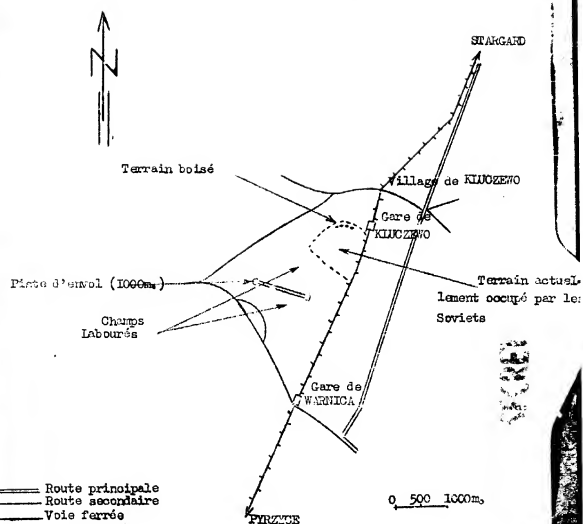 N
STARGARD
Terrain boisé
Village de KLUCZEWO
Gare de
KLUCZEWO
Piste d'envol (1000m.
Terrain actuel-
lement occupé par les
Soviets
Champs
Labourés
Gare de
WARNICA
Route principale
Route secondaire
Voie ferrée
0 500 1000m.
PYRZYCE